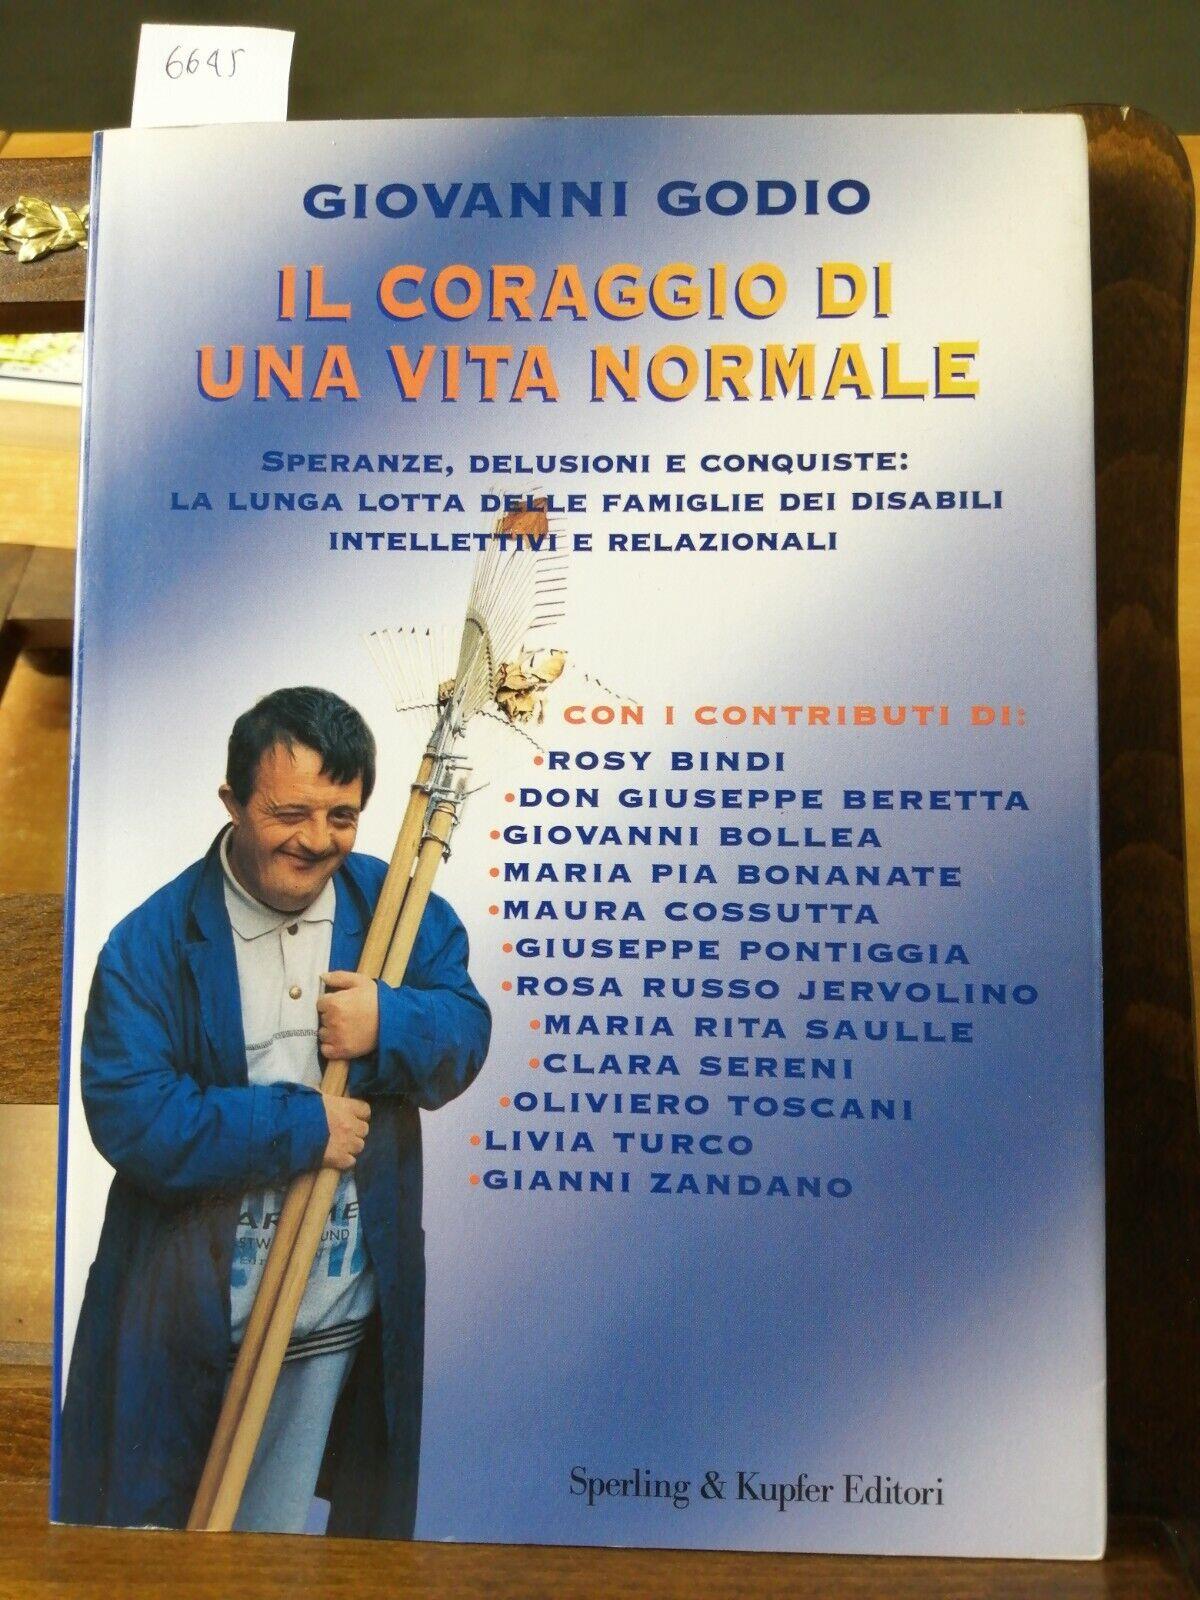 6645
GIOVANNI GODIO
IL CORAGGIO DI
UNA VITA NORMALE
SPERANZE, DELUSIONI E CONQUISTE:
LA LUNGA LOTTA DELLE FAMIGLIE DEI DISABILI
INTELLETTIVI E RELAZIONALI
CON I CONTRIBUTI DI:
•ROSY BINDI
•DON GIUSEPPE BERETTA
•GIOVANNI BOLLEA
•MARIA PIA BONANATE
•MAURA COSSUTTA
•GIUSEPPE PONTIGGIA
•ROSA RUSSO JERVOLINO
•MARIA RITA SAULLE
•CLARA SERENI
•OLIVIERO TOSCANI
•LIVIA TURCO
•GIANNI ZANDANO
Sperling & Kupfer Editori